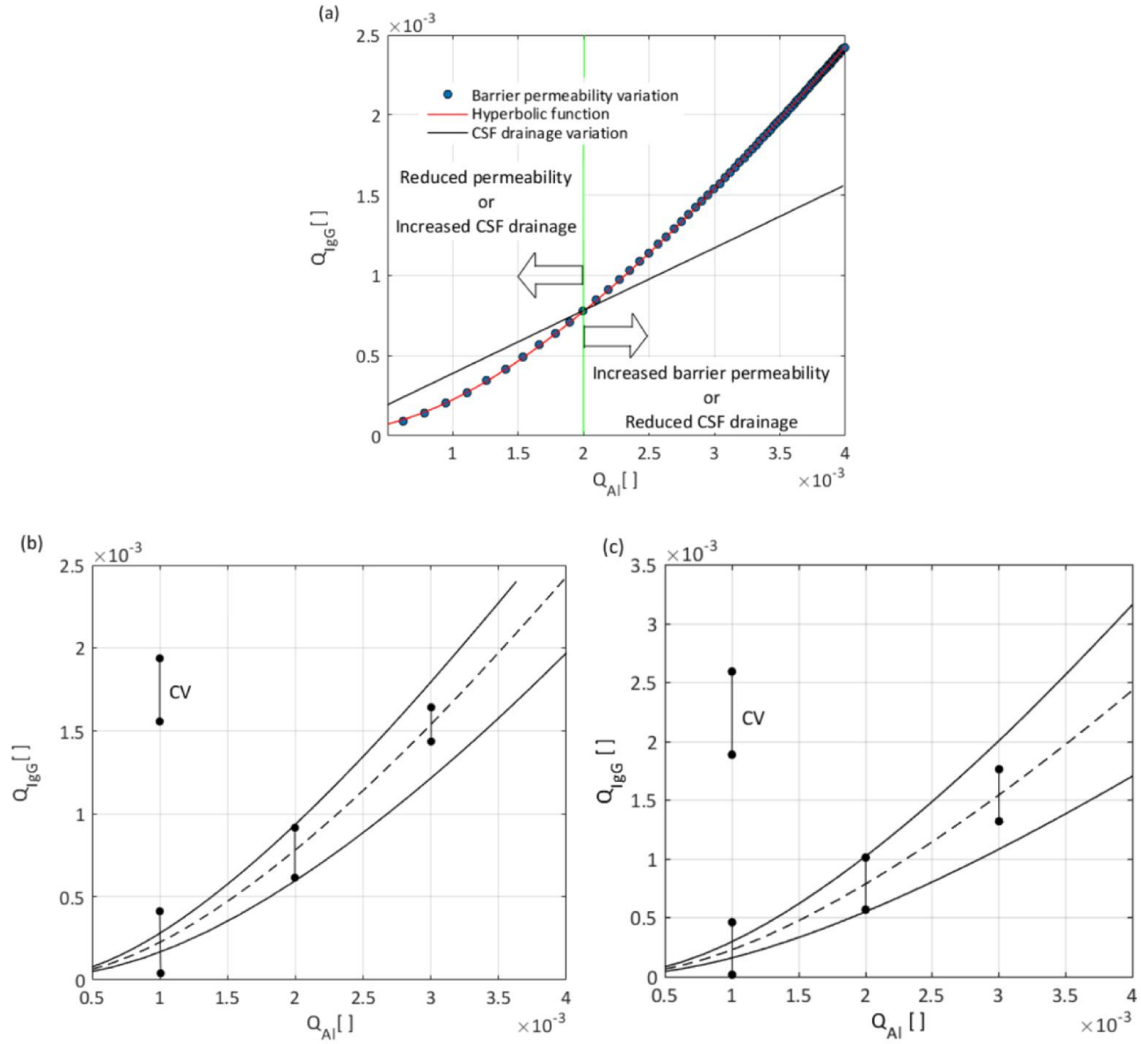 (a)
×10⁻³
2.5
2
1.5
1
0.5
0
Q_IgG [ ]
Barrier permeability variation
Hyperbolic function
CSF drainage variation
Reduced permeability
or
Increased CSF drainage
Increased barrier permeability
or
Reduced CSF drainage
1 1.5 2 2.5 3 3.5 4
Q_Al [ ]
×10⁻³
(b)
×10⁻³
2.5
2
1.5
1
0.5
0
Q_IgG [ ]
CV
0.5 1 1.5 2 2.5 3 3.5 4
Q_Al [ ]
×10⁻³
(c)
×10⁻³
3.5
3
2.5
2
1.5
1
0.5
0
Q_IgG [ ]
CV
0.5 1 1.5 2 2.5 3 3.5 4
Q_Al [ ]
×10⁻³